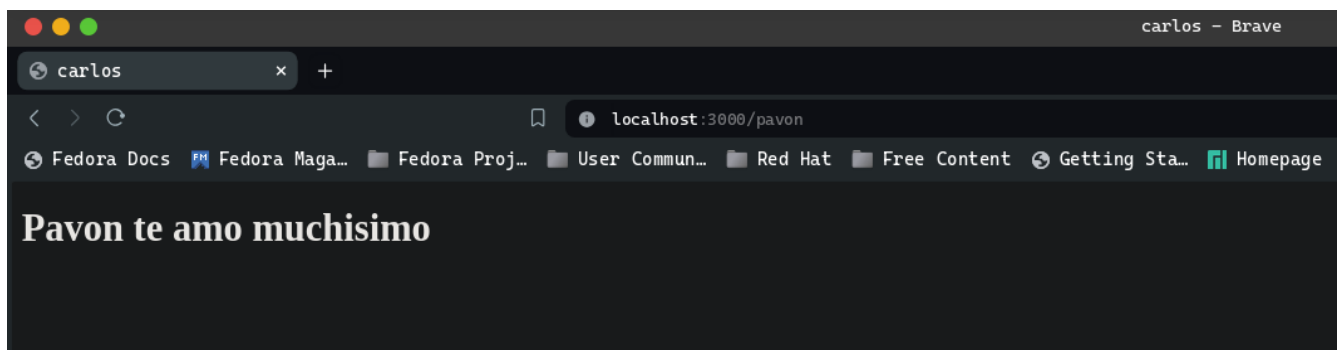 carlos – Brave
carlos × +
localhost:3000/pavon
Fedora Docs FM Fedora Maga… Fedora Proj… User Commun… Red Hat Free Content Getting Sta… Homepage
Pavon te amo muchisimo